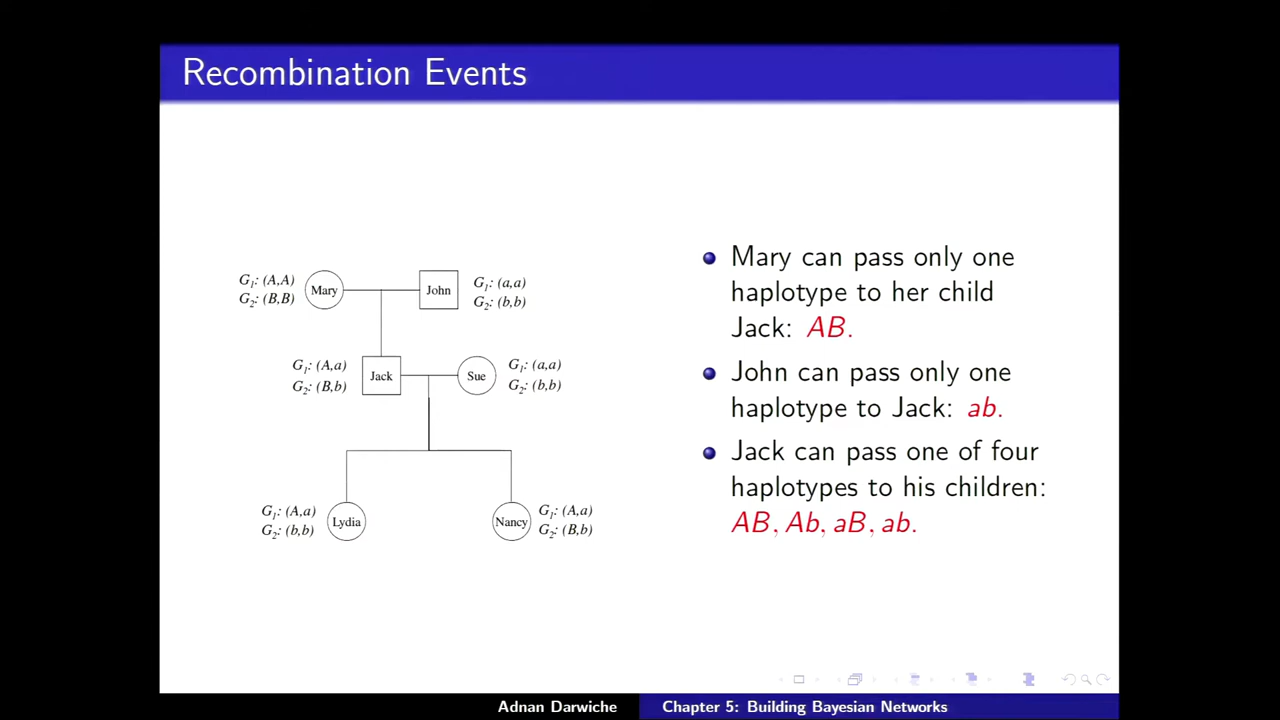 Recombination Events
G1: (A,A)
G2: (B,B)
Mary
John
G1: (a,a)
G2: (b,b)
G1: (A,a)
G2: (B,b)
Jack
Sue
G1: (a,a)
G2: (b,b)
G1: (A,a)
G2: (b,b)
Lydia
Nancy
G1: (A,a)
G2: (B,b)
Mary can pass only one
haplotype to her child
Jack: AB.
John can pass only one
haplotype to Jack: ab.
Jack can pass one of four
haplotypes to his children:
AB, Ab, aB, ab.
Adnan Darwiche
Chapter 5: Building Bayesian Networks